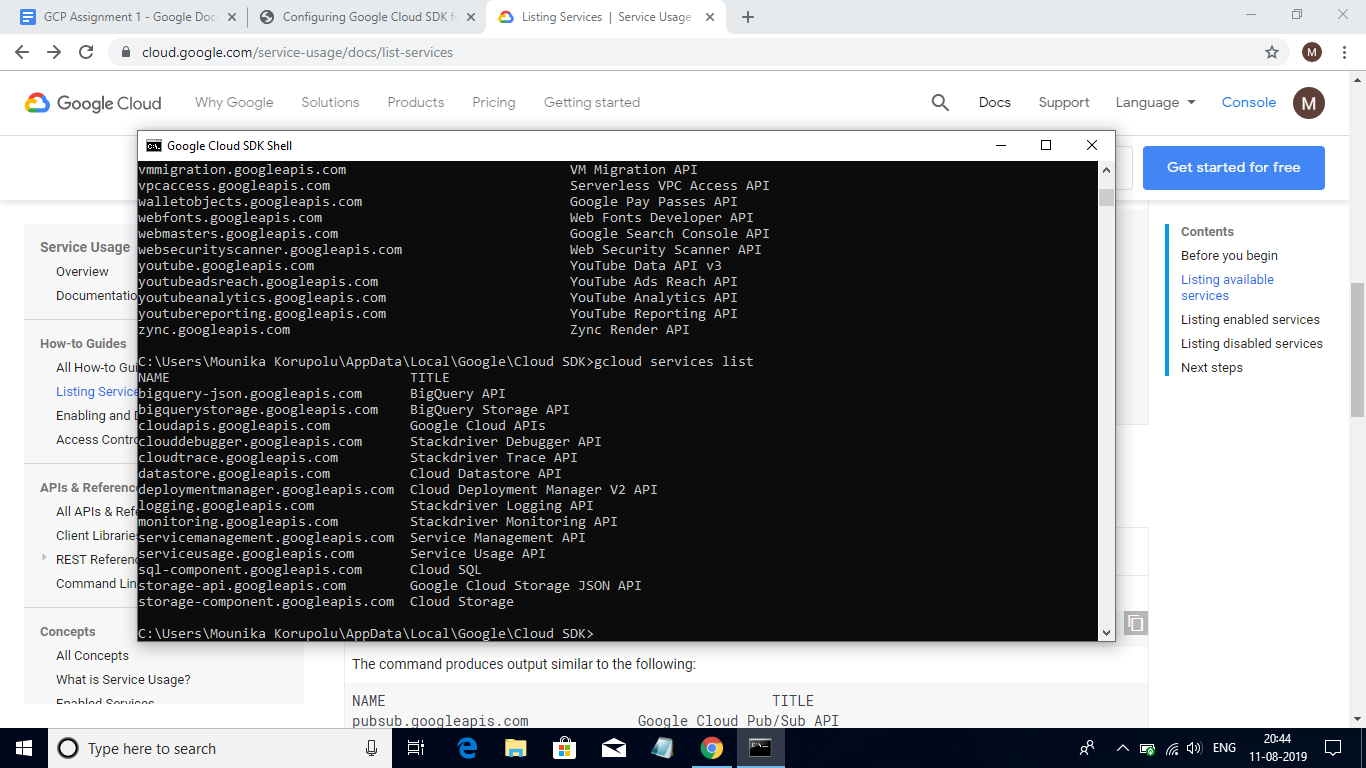 GCP Assignment 1 - Google Doc
Configuring Google Cloud SDK fo
Listing Services | Service Usage
cloud.google.com/service-usage/docs/list-services
M
Google Cloud
Why Google
Solutions
Products
Pricing
Getting started
Docs
Support
Language
Console
M
Get started for free
Service Usage
Overview
Documentatio
How-to Guides
All How-to Gui
Listing Service
Enabling and D
Access Contro
APIs & Referenc
All APIs & Refe
Client Librarie
REST Referenc
Command Lin
Concepts
All Concepts
What is Service Usage?
Enabled Services
Google Cloud SDK Shell
vmmigration.googleapis.com VM Migration API
vpcaccess.googleapis.com Serverless VPC Access API
walletobjects.googleapis.com Google Pay Passes API
webfonts.googleapis.com Web Fonts Developer API
webmasters.googleapis.com Google Search Console API
websecurityscanner.googleapis.com Web Security Scanner API
youtube.googleapis.com YouTube Data API v3
youtubeadsreach.googleapis.com YouTube Ads Reach API
youtubeanalytics.googleapis.com YouTube Analytics API
youtubereporting.googleapis.com YouTube Reporting API
zync.googleapis.com Zync Render API
C:\Users\Mounika Korupolu\AppData\Local\Google\Cloud SDK>gcloud services list
NAME TITLE
bigquery-json.googleapis.com BigQuery API
bigquerystorage.googleapis.com BigQuery Storage API
cloudapis.googleapis.com Google Cloud APIs
clouddebugger.googleapis.com Stackdriver Debugger API
cloudtrace.googleapis.com Stackdriver Trace API
datastore.googleapis.com Cloud Datastore API
deploymentmanager.googleapis.com Cloud Deployment Manager V2 API
logging.googleapis.com Stackdriver Logging API
monitoring.googleapis.com Stackdriver Monitoring API
servicemanagement.googleapis.com Service Management API
serviceusage.googleapis.com Service Usage API
sql-component.googleapis.com Cloud SQL
storage-api.googleapis.com Google Cloud Storage JSON API
storage-component.googleapis.com Cloud Storage
C:\Users\Mounika Korupolu\AppData\Local\Google\Cloud SDK>
The command produces output similar to the following:
NAME TITLE
pubsub.googleapis.com Google Cloud Pub/Sub API
Contents
Before you begin
Listing available
services
Listing enabled services
Listing disabled services
Next steps
Type here to search
ENG
20:44
11-08-2019